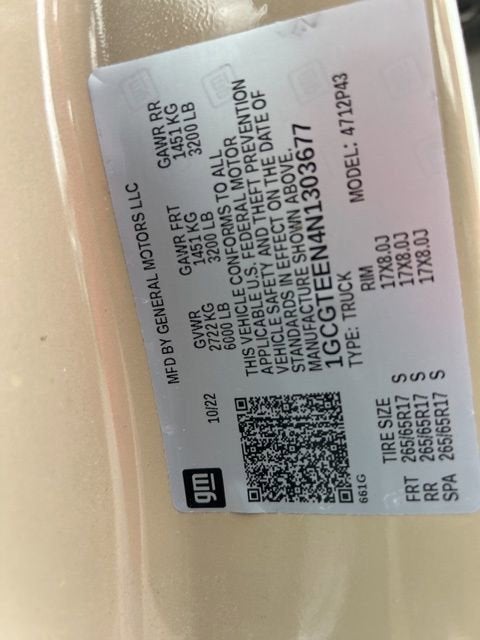 gm
MFD BY GENERAL MOTORS LLC
10/22
GVWR GAWR FRT GAWR RR
2722 KG 1451 KG 1451 KG
6000 LB 3200 LB 3200 LB
THIS VEHICLE CONFORMS TO ALL
APPLICABLE U.S. FEDERAL MOTOR
VEHICLE SAFETY AND THEFT PREVENTION
STANDARDS IN EFFECT ON THE DATE OF
MANUFACTURE SHOWN ABOVE.
1GCGTEEN4N1303677
TYPE: TRUCK MODEL: 4712P43
661G
TIRE SIZE RIM
FRT 265/65R17 S 17X8.0J
RR 265/65R17 S 17X8.0J
SPA 265/65R17 S 17X8.0J